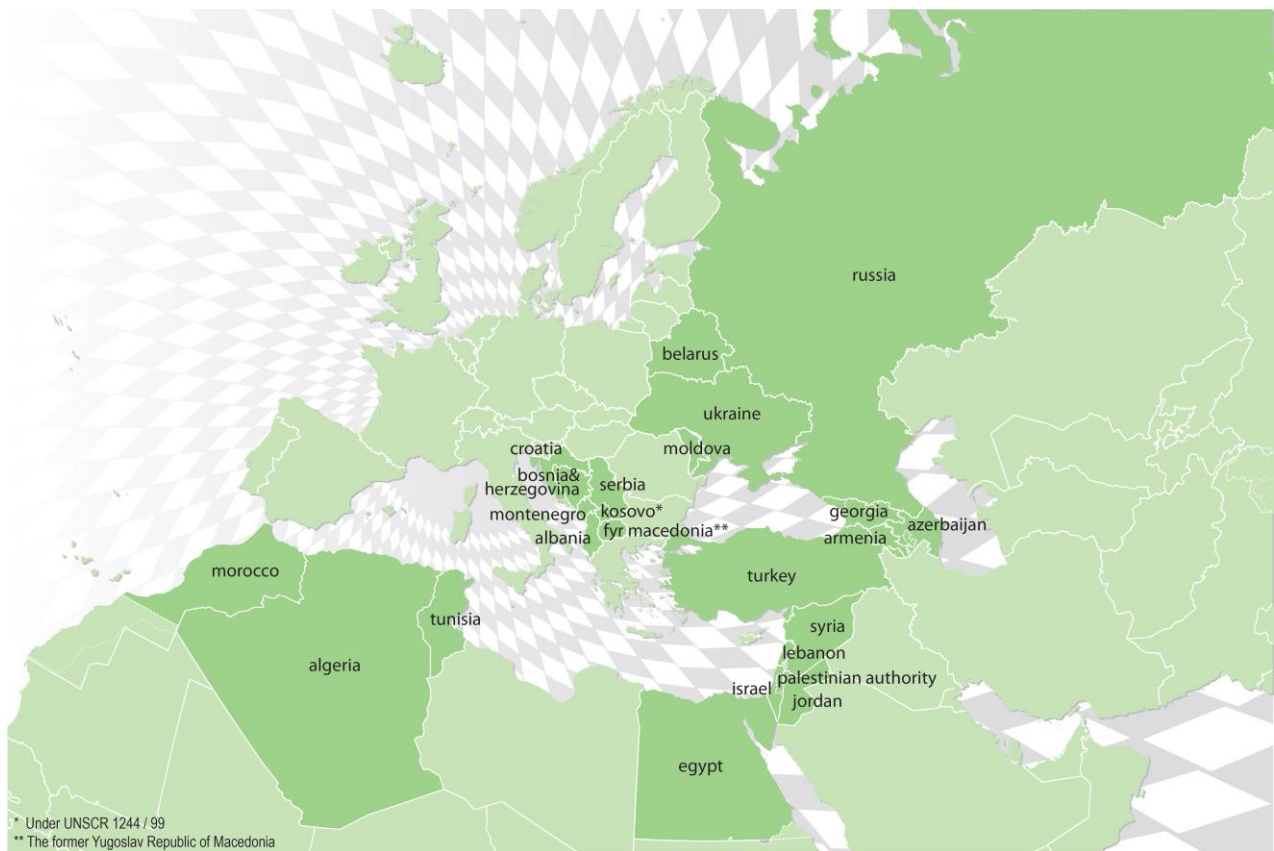 russia
belarus
ukraine
croatia
moldova
bosnia&
herzegovina
serbia
montenegro
kosovo*
georgia
azerbaijan
albania
fyr macedonia**
armenia
morocco
turkey
tunisia
syria
algeria
lebanon
palestinian authority
israel
jordan
egypt
* Under UNSCR 1244 / 99
** The former Yugoslav Republic of Macedonia